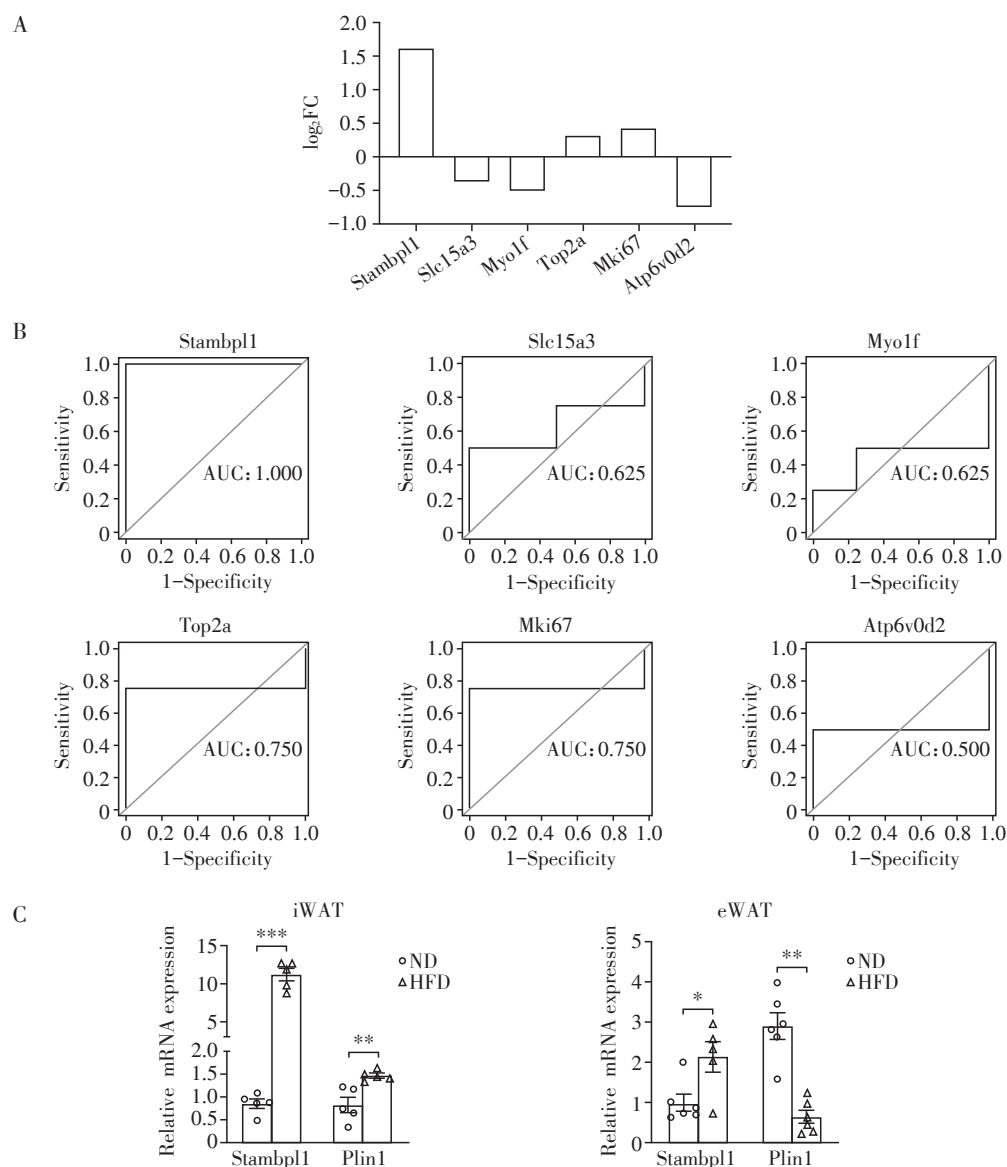 A
2.0
1.5
1.0
0.5
0
−0.5
−1.0
log₂FC
Stambpl1
Slc15a3
Myo1f
Top2a
Mki67
Atp6v0d2
B
Stambpl1
1.0
0.8
0.6
0.4
0.2
0
Sensitivity
AUC:1.000
0 0.2 0.4 0.6 0.8 1.0
1−Specificity
Slc15a3
1.0
0.8
0.6
0.4
0.2
0
Sensitivity
AUC:0.625
0 0.2 0.4 0.6 0.8 1.0
1−Specificity
Myo1f
1.0
0.8
0.6
0.4
0.2
0
Sensitivity
AUC:0.625
0 0.2 0.4 0.6 0.8 1.0
1−Specificity
Top2a
1.0
0.8
0.6
0.4
0.2
0
Sensitivity
AUC:0.750
0 0.2 0.4 0.6 0.8 1.0
1−Specificity
Mki67
1.0
0.8
0.6
0.4
0.2
0
Sensitivity
AUC:0.750
0 0.2 0.4 0.6 0.8 1.0
1−Specificity
Atp6v0d2
1.0
0.8
0.6
0.4
0.2
0
Sensitivity
AUC:0.500
0 0.2 0.4 0.6 0.8 1.0
1−Specificity
C
iWAT
Relative mRNA expression
15
10
5
2.0
1.5
1.0
0.5
0
***
**
ND
HFD
Stambpl1 Plin1
eWAT
Relative mRNA expression
5
4
3
2
1
0
*
**
ND
HFD
Stambpl1 Plin1